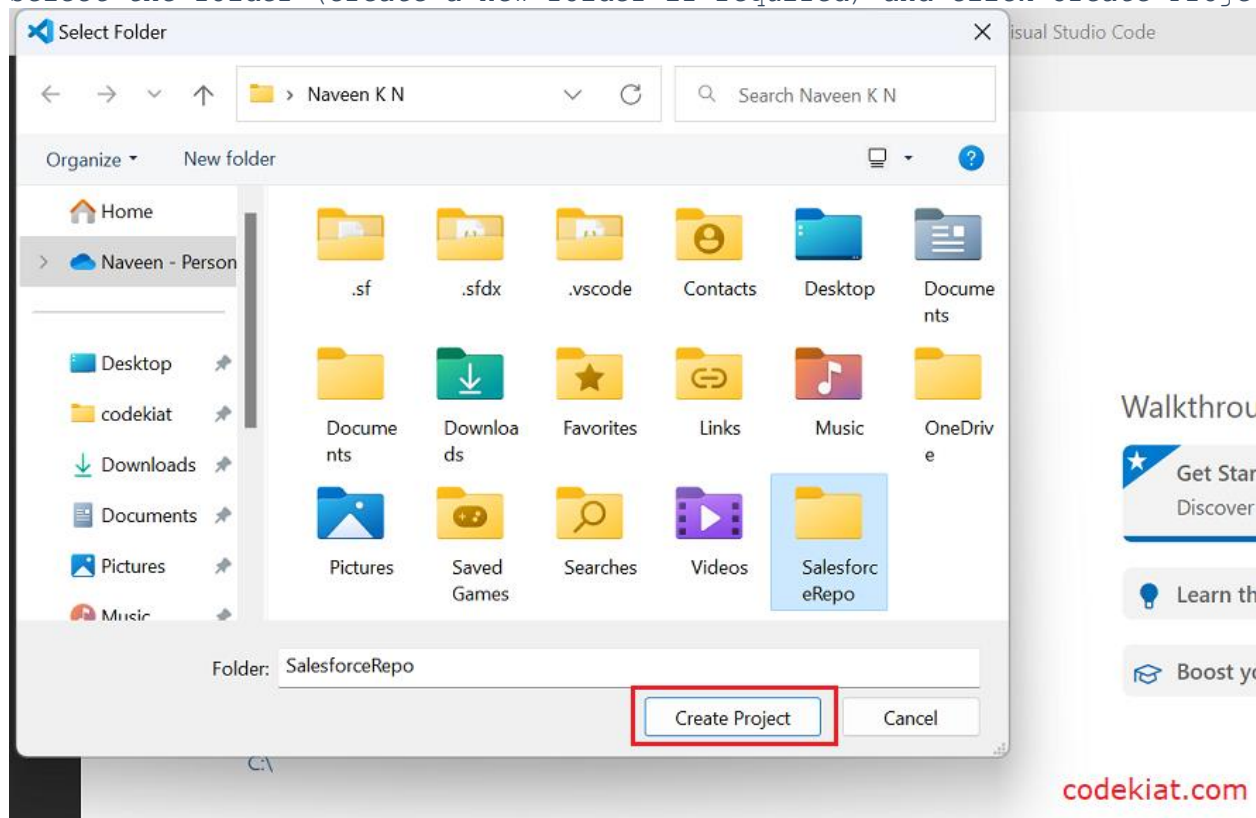 Select Folder
isual Studio Code
Naveen K N
Search Naveen K N
Organize
New folder
Home
Naveen - Person
Desktop
codekiat
Downloads
Documents
Pictures
Music
.sf
.sfdx
.vscode
Contacts
Desktop
Docume
nts
Docume
nts
Downloa
ds
Favorites
Links
Music
OneDriv
e
Pictures
Saved
Games
Searches
Videos
Salesforc
eRepo
Folder:
SalesforceRepo
Create Project
Cancel
C:\
Walkthrou
Get Star
Discover
Learn th
Boost yo
codekiat.com